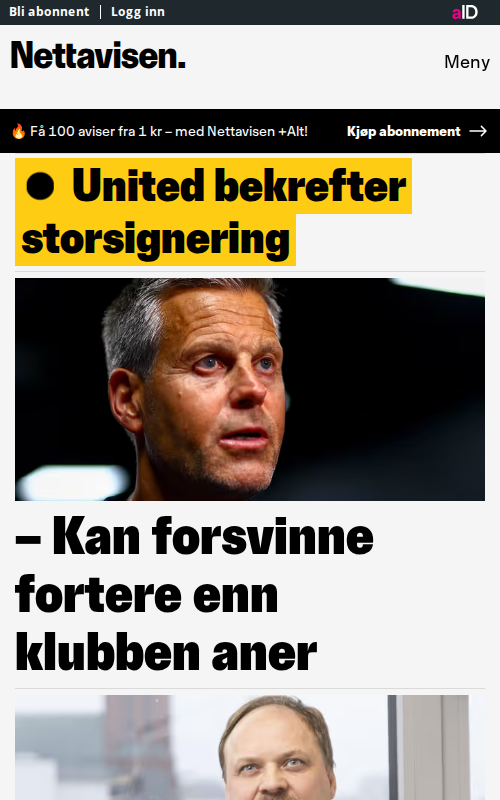 Bli abonnent | Logg inn
aID
Nettavisen.
Meny
🔥 Få 100 aviser fra 1 kr – med Nettavisen +Alt!
Kjøp abonnement →
● United bekrefter
storsignering
– Kan forsvinne
fortere enn
klubben aner